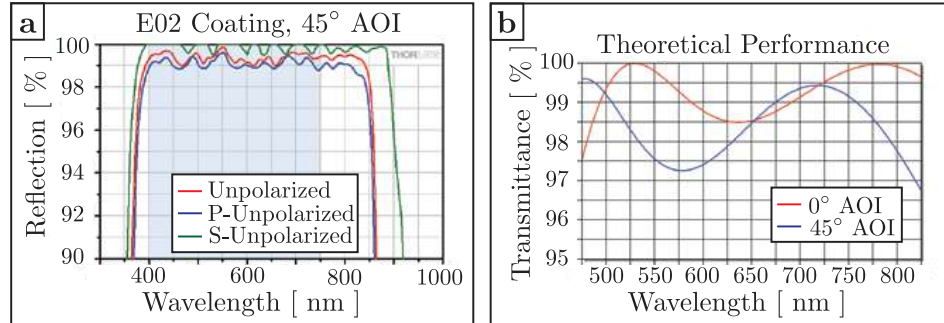 a
E02 Coating, 45° AOI
Reflection [ % ]
100
98
96
94
92
90
Unpolarized
P-Unpolarized
S-Unpolarized
400
600
800
1000
Wavelength [ nm ]
b
Theoretical Performance
Transmittance [ % ]
100
99
98
97
96
95
0° AOI
45° AOI
500 550 600 650 700 750 800
Wavelength [ nm ]